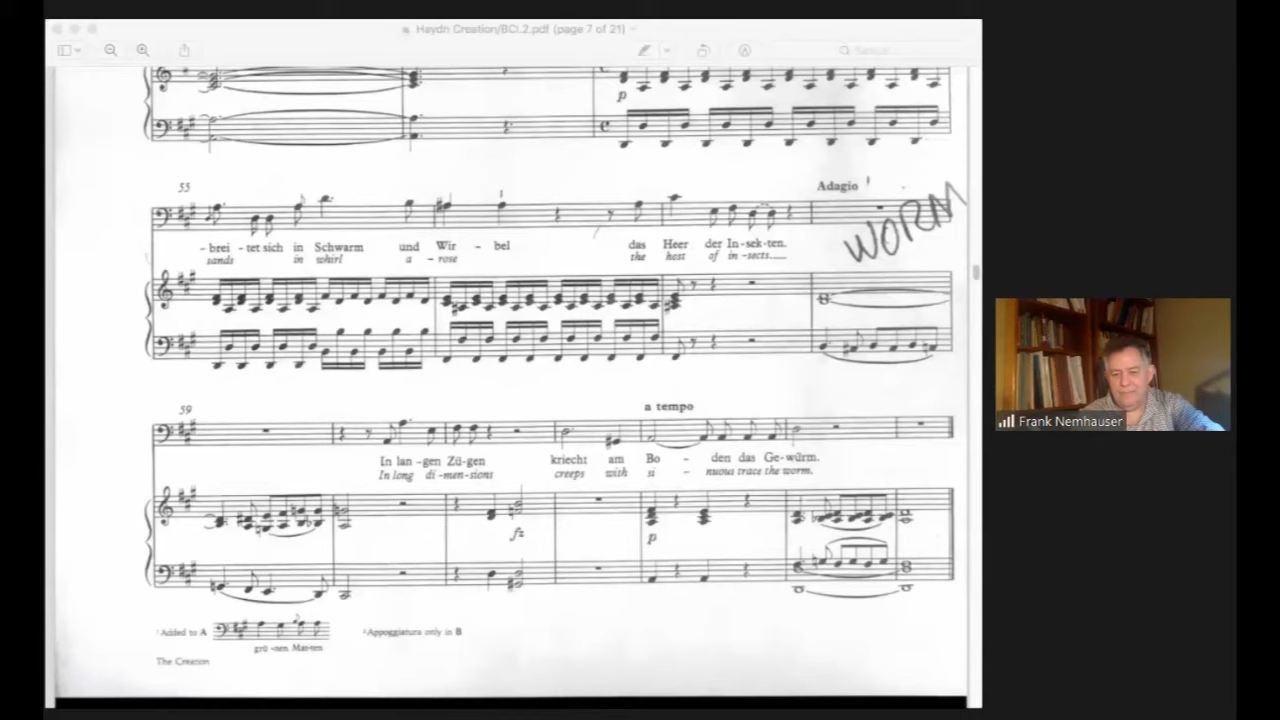 Haydn Creation/BCi.2.pdf (page 7 of 21)
p
55
Adagio
WORM
-brei - tet sich in Schwarm und Wir - bel das Heer der In-sek-ten.
sands in whirl a - rose the host of in-sects.
59
a tempo
In lan-gen Zü-gen kriecht am Bo - den das Ge-würm.
In long di-men-sions creeps with si - nuous trace the worm.
fz
p
¹Added to A
²Appoggiatura only in B
grü-nen Mat-ten
The Creation
Frank Nemhauser